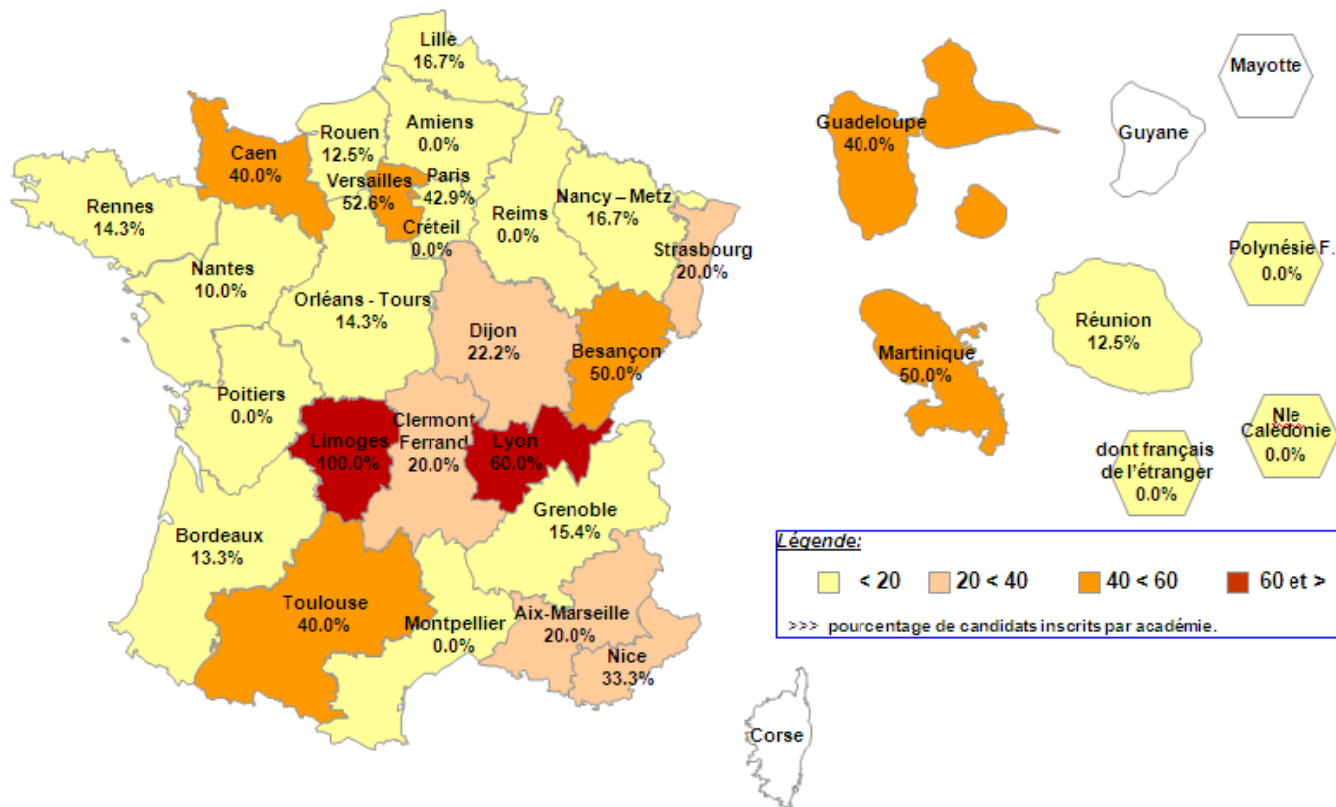 Lille
16.7%
Amiens
0.0%
Rouen
12.5%
Caen
40.0%
Versailles
52.6%
Paris
42.9%
Créteil
0.0%
Reims
0.0%
Nancy – Metz
16.7%
Strasbourg
20.0%
Rennes
14.3%
Nantes
10.0%
Orléans - Tours
14.3%
Dijon
22.2%
Besançon
50.0%
Poitiers
0.0%
Limoges
100.0%
Clermont
Ferrand
20.0%
Lyon
60.0%
Grenoble
15.4%
Bordeaux
13.3%
Toulouse
40.0%
Montpellier
0.0%
Aix-Marseille
20.0%
Nice
33.3%
Corse
Guadeloupe
40.0%
Guyane
Mayotte
Polynésie F.
0.0%
Martinique
50.0%
Réunion
12.5%
Nle
Calédonie
0.0%
dont français
de l'étranger
0.0%
Légende:
< 20
20 < 40
40 < 60
60 et >
>>> pourcentage de candidats inscrits par académie.